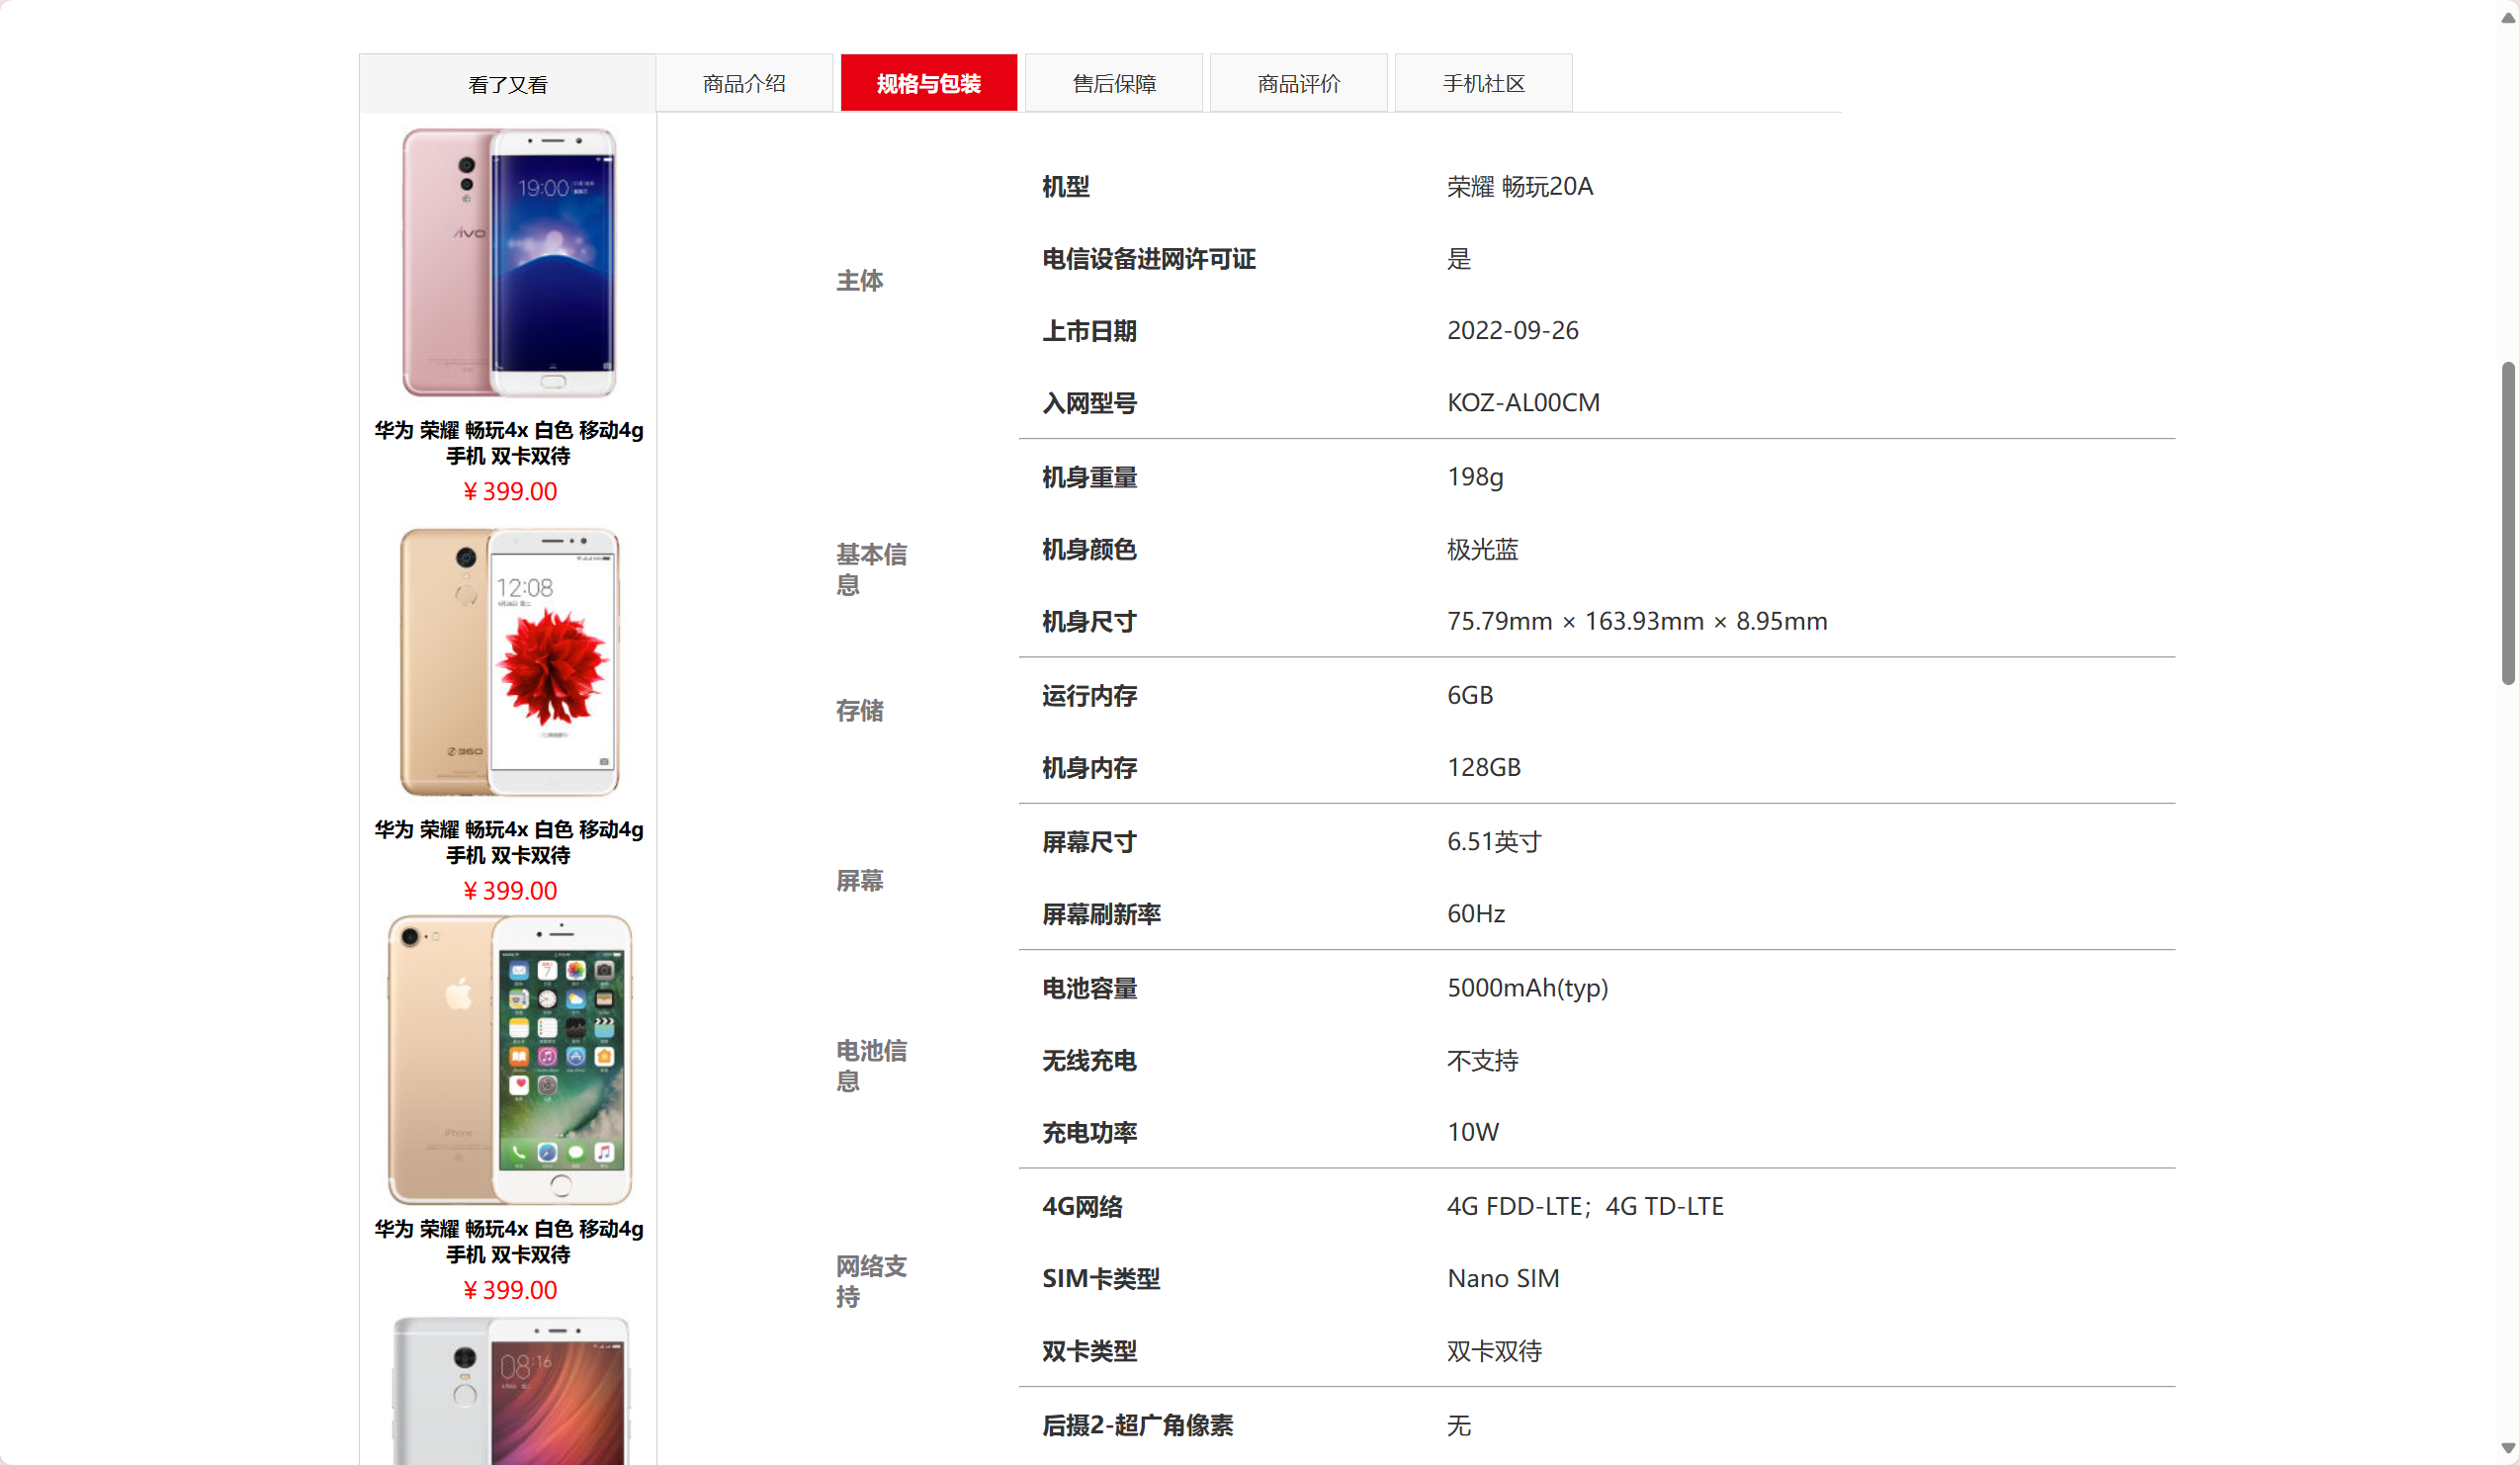 看了又看
商品介绍
规格与包装
售后保障
商品评价
手机社区
19:00
vivo
华为 荣耀 畅玩4x 白色 移动4g
手机 双卡双待
¥ 399.00
12:08
360
华为 荣耀 畅玩4x 白色 移动4g
手机 双卡双待
¥ 399.00
7
iPhone
华为 荣耀 畅玩4x 白色 移动4g
手机 双卡双待
¥ 399.00
08:16
主体
机型 荣耀 畅玩20A
电信设备进网许可证 是
上市日期 2022-09-26
入网型号 KOZ-AL00CM
基本信
息
机身重量 198g
机身颜色 极光蓝
机身尺寸 75.79mm × 163.93mm × 8.95mm
存储
运行内存 6GB
机身内存 128GB
屏幕
屏幕尺寸 6.51英寸
屏幕刷新率 60Hz
电池信
息
电池容量 5000mAh(typ)
无线充电 不支持
充电功率 10W
网络支
持
4G网络 4G FDD-LTE；4G TD-LTE
SIM卡类型 Nano SIM
双卡类型 双卡双待
后摄2-超广角像素 无